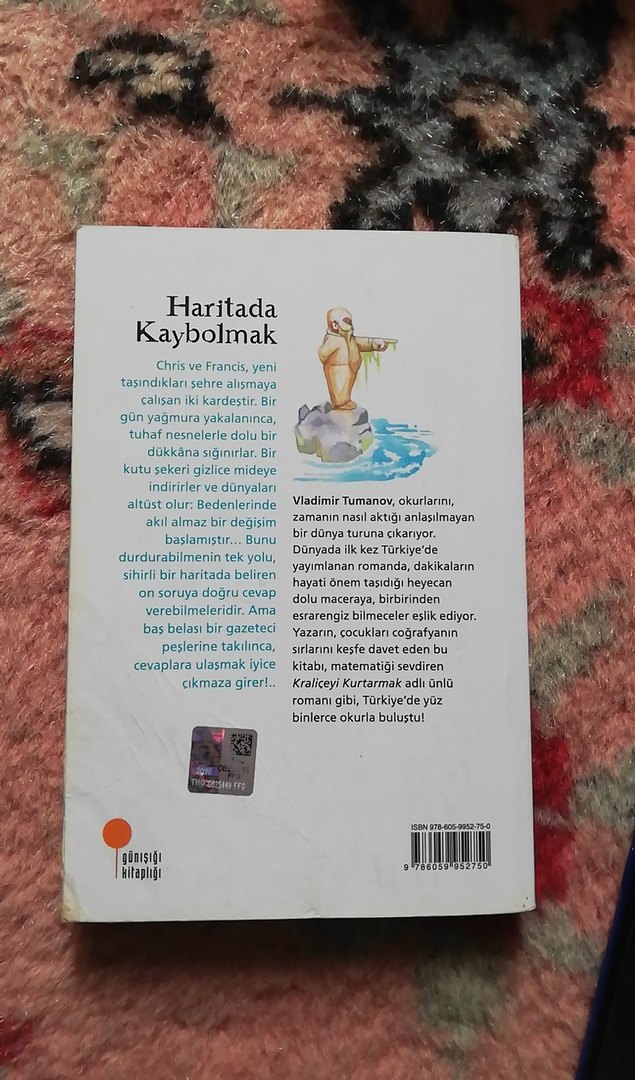 Haritada
Kaybolmak
Chris ve Francis, yeni
taşındıkları şehre alışmaya
çalışan iki kardeştir. Bir
gün yağmura yakalanınca,
tuhaf nesnelerle dolu bir
dükkâna sığınırlar. Bir
kutu şekeri gizlice mideye
indirirler ve dünyaları
altüst olur: Bedenlerinde
akıl almaz bir değişim
başlamıştır... Bunu
durdurabilmenin tek yolu,
sihirli bir haritada beliren
on soruya doğru cevap
verebilmeleridir. Ama
baş belası bir gazeteci
peşlerine takılınca,
cevaplara ulaşmak iyice
çıkmaza girer!..
Vladimir Tumanov, okurlarını,
zamanın nasıl aktığı anlaşılmayan
bir dünya turuna çıkarıyor.
Dünyada ilk kez Türkiye'de
yayımlanan romanda, dakikaların
hayati önem taşıdığı heyecan
dolu maceraya, birbirinden
esrarengiz bilmeceler eşlik ediyor.
Yazarın, çocukları coğrafyanın
sırlarını keşfe davet eden bu
kitabı, matematiği sevdiren
Kraliçeyi Kurtarmak adlı ünlü
romanı gibi, Türkiye'de yüz
binlerce okurla buluştu!
günışığı
kitaplığı
ISBN 978-605-9952-75-0
9 786059 952750